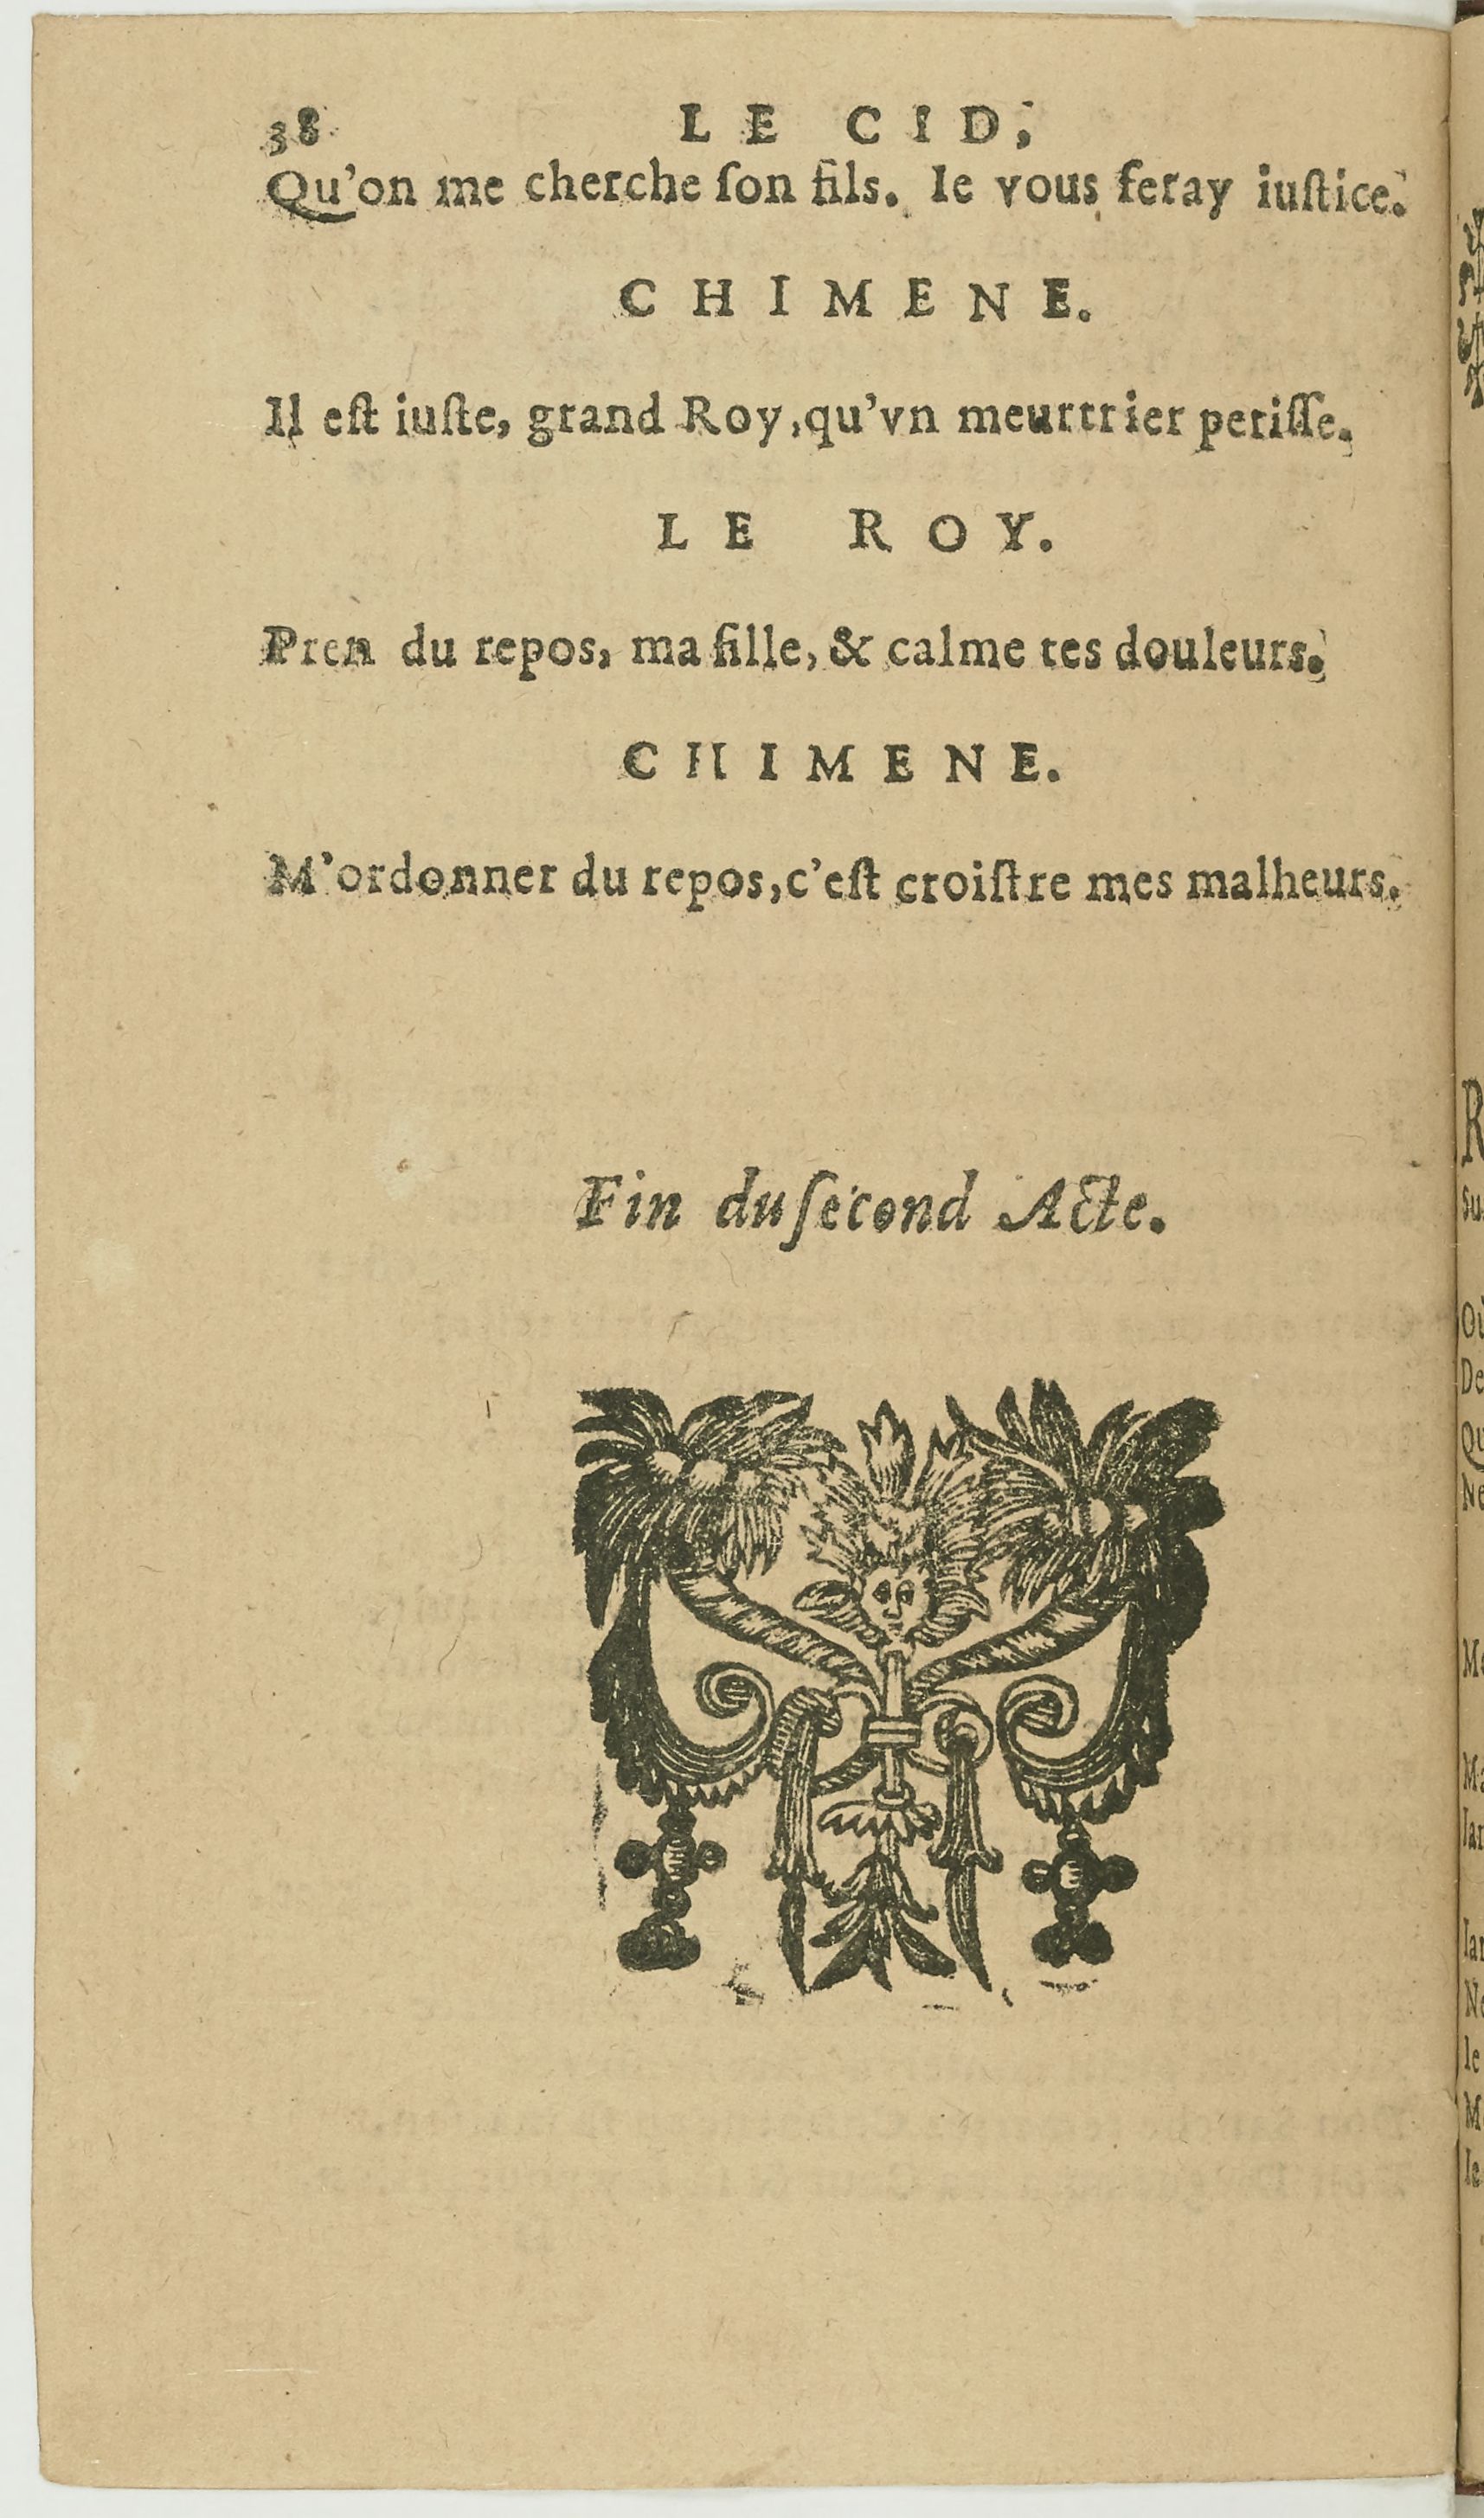 38 LE CID,
Qu'on me cherche ſon fils. Ie vous feray iuſtice.
CHIMENE.
Il eſt iuſte, grand Roy, qu'vn meurtrier periſſe.
LE ROY.
Pren du repos, ma fille, & calme tes douleurs.
CHIMENE.
M'ordonner du repos, c'eſt croiſtre mes malheurs.
Fin du ſecond Acte.